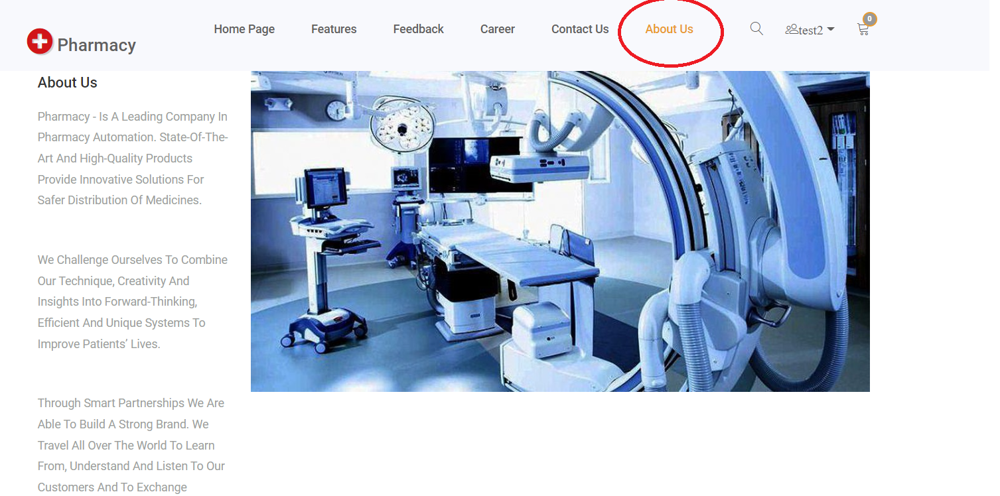 Home Page Features Feedback Career Contact Us About Us test2 0
Pharmacy
About Us
Pharmacy - Is A Leading Company In
Pharmacy Automation. State-Of-The-
Art And High-Quality Products
Provide Innovative Solutions For
Safer Distribution Of Medicines.
We Challenge Ourselves To Combine
Our Technique, Creativity And
Insights Into Forward-Thinking,
Efficient And Unique Systems To
Improve Patients’ Lives.
Through Smart Partnerships We Are
Able To Build A Strong Brand. We
Travel All Over The World To Learn
From, Understand And Listen To Our
Customers And To Exchange